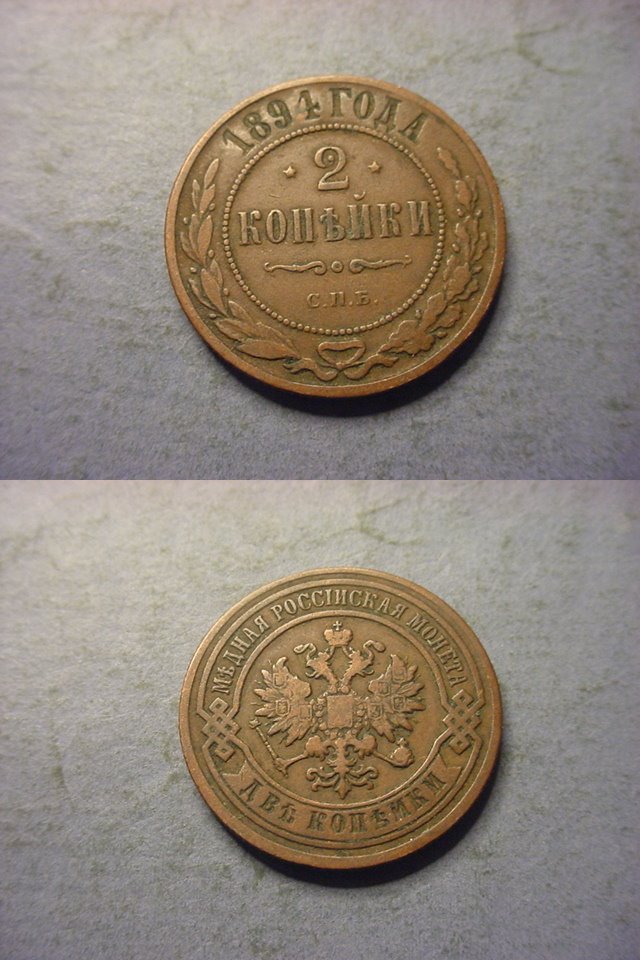 1894 ГОДА
2
КОПѢЙКИ
С.П.Б.
МѢДНАЯ РОССІЙСКАЯ МОНЕТА
ДВѢ КОПѢЙКИ